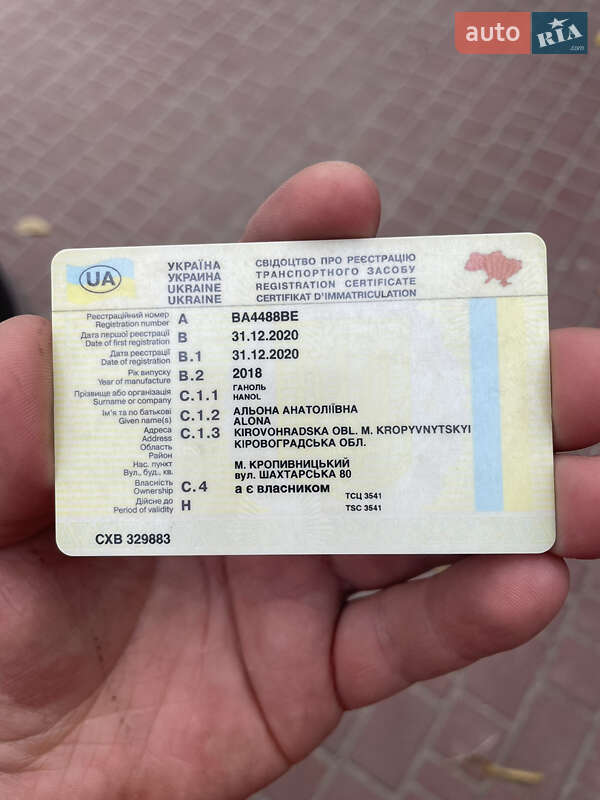 auto RIA.com
UA
УКРАЇНА
УКРАИНА
UKRAINE
UKRAINE
СВІДОЦТВО ПРО РЕЄСТРАЦІЮ
ТРАНСПОРТНОГО ЗАСОБУ
REGISTRATION CERTIFICATE
CERTIFICAT D'IMMATRICULATION
Реєстраційний номер
Registration number A BA4488BE
Дата першої реєстрації
Date of first registration B 31.12.2020
Дата реєстрації
Date of registration B.1 31.12.2020
Рік випуску
Year of manufacture B.2 2018
Прізвище або організація
Surname or company C.1.1 ГАНОЛЬ
HANOL
Ім'я та по батькові
Given name(s) C.1.2 АЛЬОНА АНАТОЛІЇВНА
ALONA
Адреса
Address C.1.3 KIROVOHRADSKA OBL. M. KROPYVNYTSKYI
Область КІРОВОГРАДСЬКА ОБЛ.
Район
Нас. пункт М. КРОПИВНИЦЬКИЙ
Вул., буд., кв. вул. ШАХТАРСЬКА 80
Власність
Ownership C.4 а є власником ТСЦ 3541
Дійсне до
Period of validity H TSC 3541
СХВ 329883